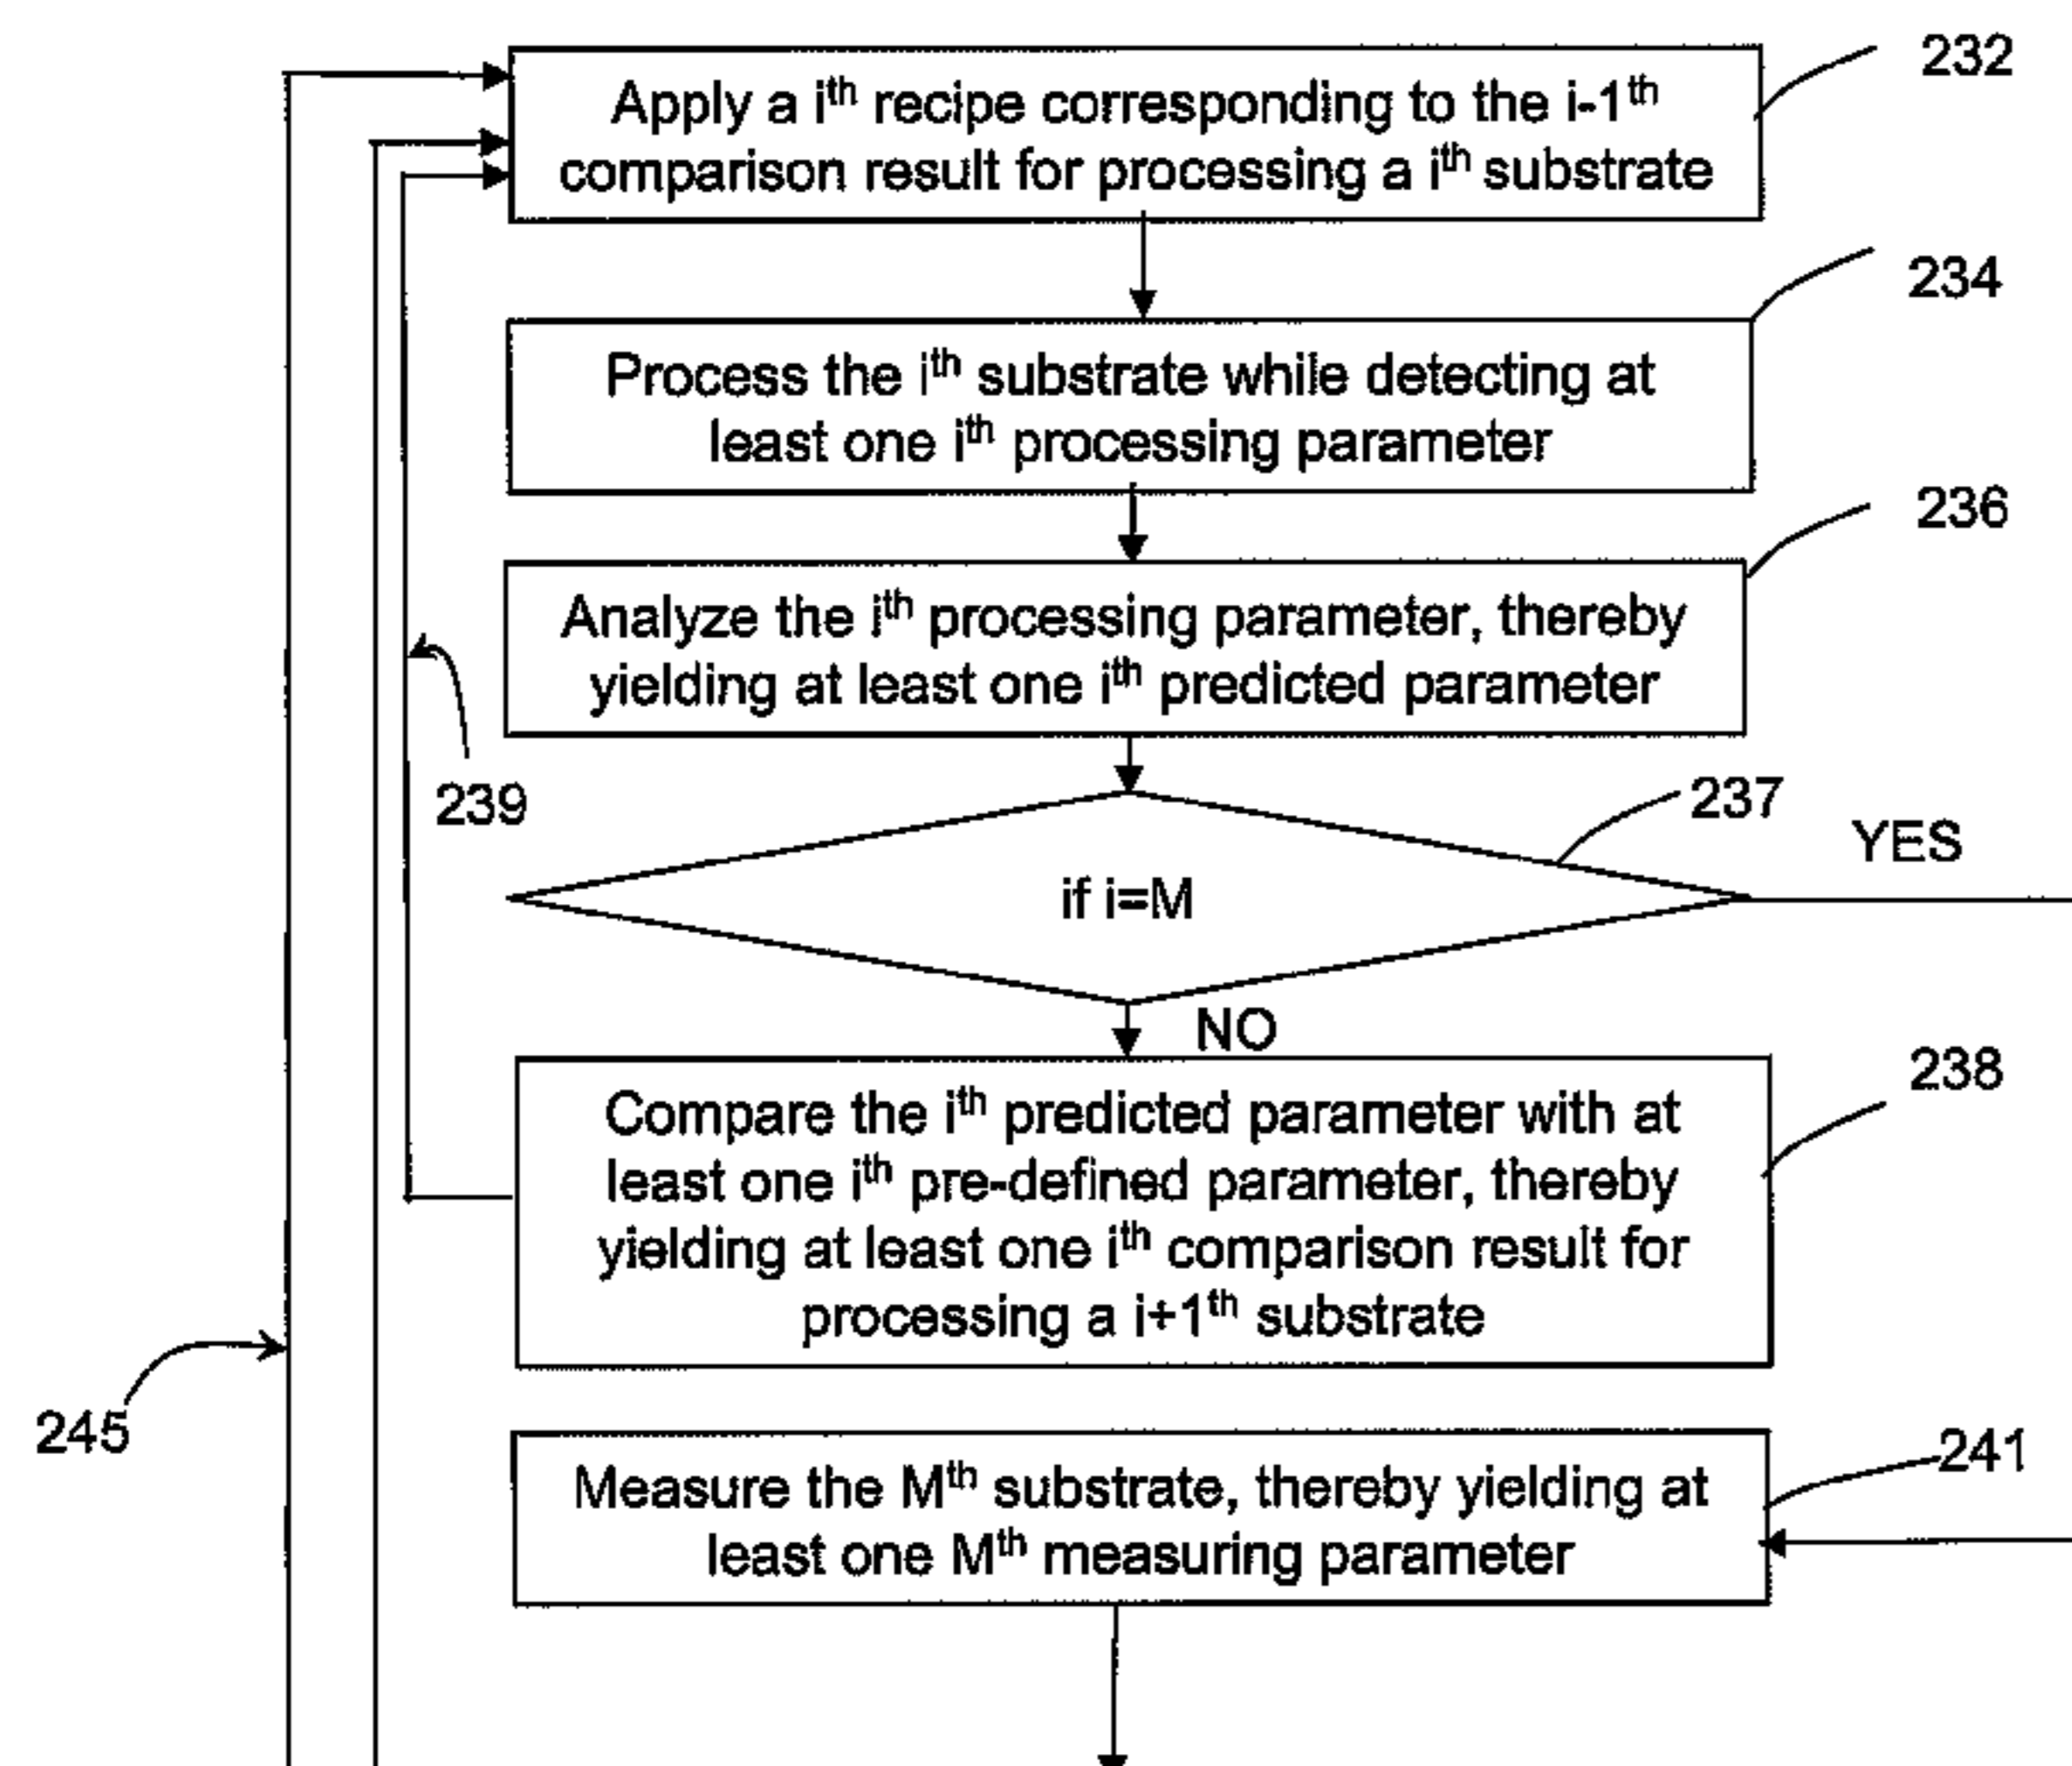 232
Apply a iᵗʰ recipe corresponding to the i-1ᵗʰ
comparison result for processing a iᵗʰ substrate
234
Process the iᵗʰ substrate while detecting at
least one iᵗʰ processing parameter
236
Analyze the iᵗʰ processing parameter, thereby
yielding at least one iᵗʰ predicted parameter
239
237
YES
if i=M
NO
238
Compare the iᵗʰ predicted parameter with at
least one iᵗʰ pre-defined parameter, thereby
yielding at least one iᵗʰ comparison result for
processing a i+1ᵗʰ substrate
245
241
Measure the Mᵗʰ substrate, thereby yielding at
least one Mᵗʰ measuring parameter